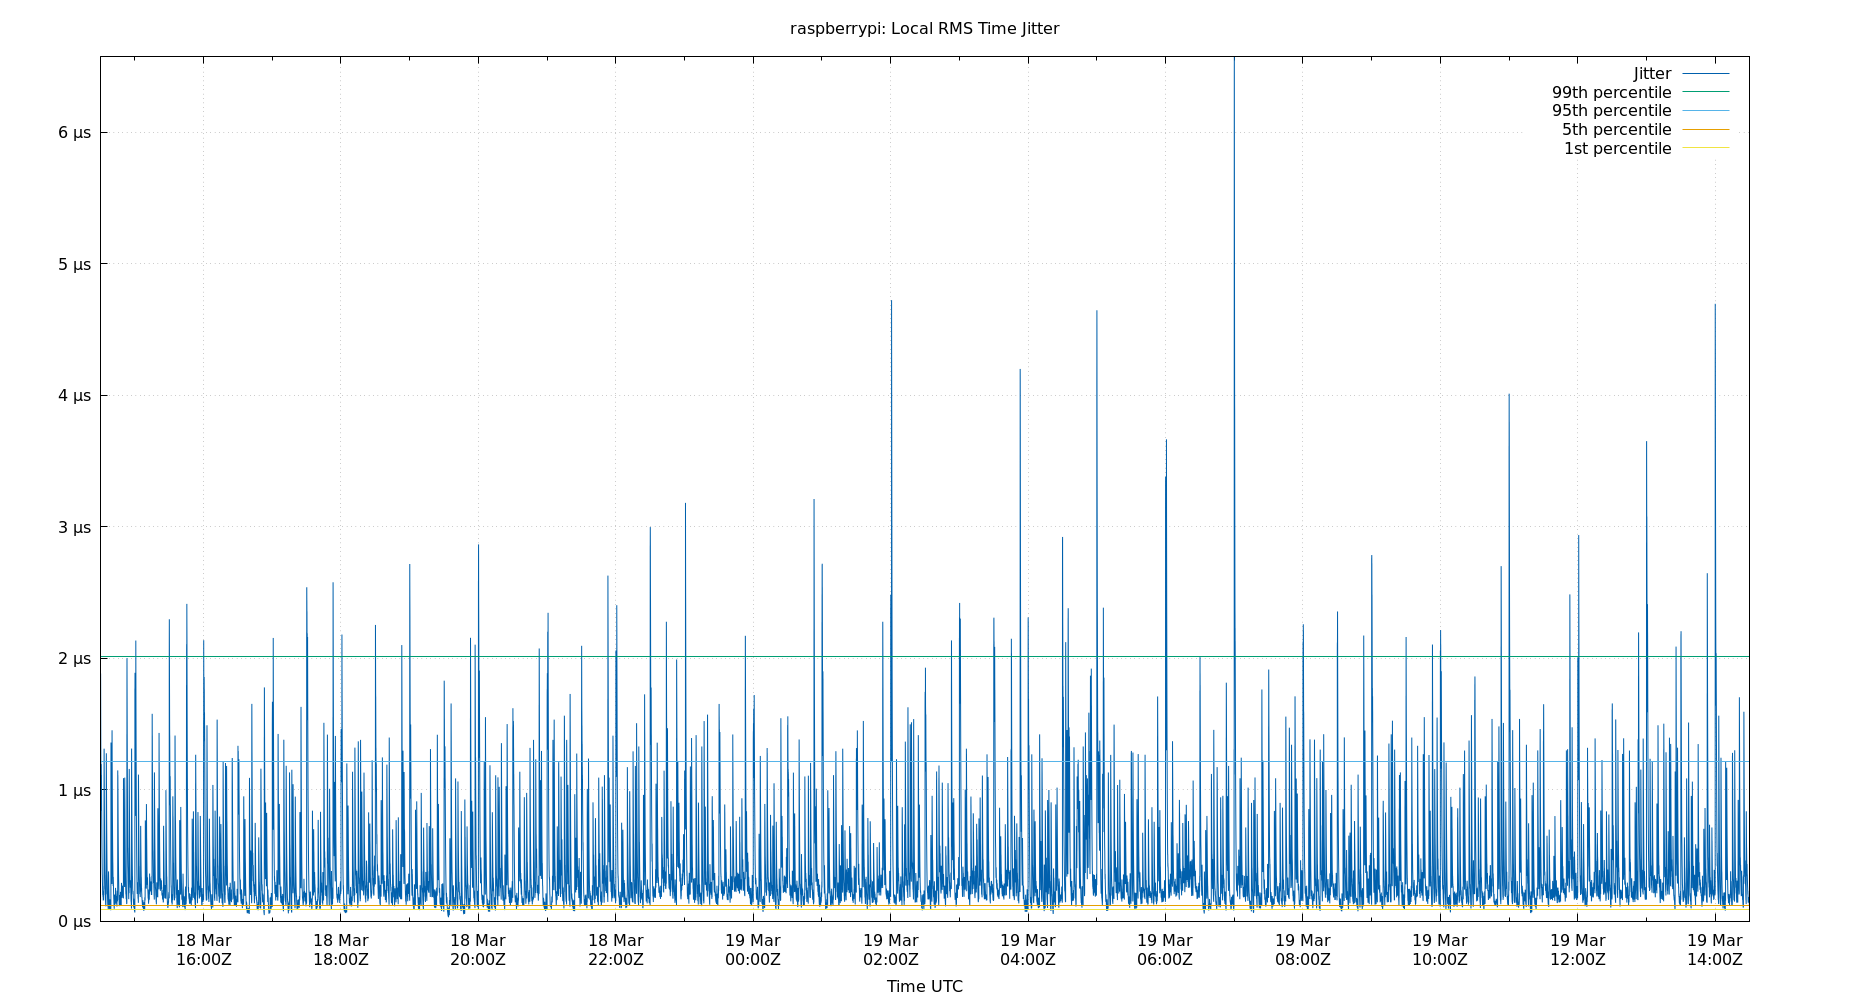 raspberrypi: Local RMS Time Jitter
Jitter
99th percentile
95th percentile
5th percentile
1st percentile
6 µs
5 µs
4 µs
3 µs
2 µs
1 µs
0 µs
18 Mar 18 Mar 18 Mar 18 Mar 19 Mar 19 Mar 19 Mar 19 Mar 19 Mar 19 Mar 19 Mar 19 Mar
16:00Z 18:00Z 20:00Z 22:00Z 00:00Z 02:00Z 04:00Z 06:00Z 08:00Z 10:00Z 12:00Z 14:00Z
Time UTC